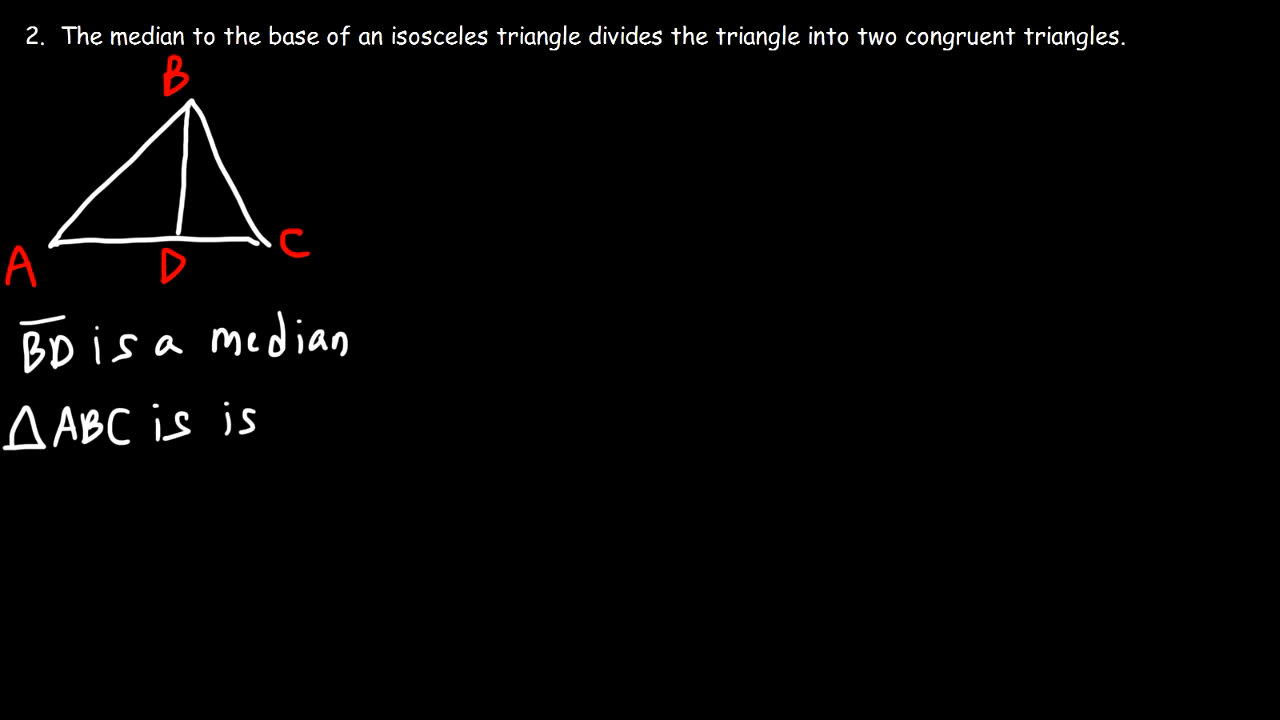 2. The median to the base of an isosceles triangle divides the triangle into two congruent triangles.
B
A D C
BD is a median
△ABC is is